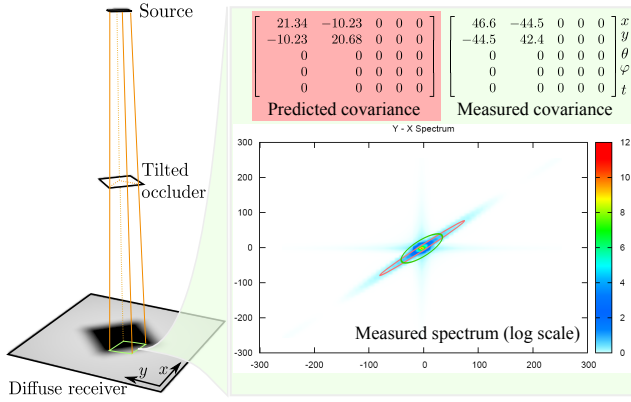 Source
Tilted
occluder
Diffuse receiver
y
x
21.34 −10.23 0 0 0
−10.23 20.68 0 0 0
0 0 0 0 0
0 0 0 0 0
0 0 0 0 0
Predicted covariance
46.6 −44.5 0 0 0 x
−44.5 42.4 0 0 0 y
0 0 0 0 0 θ
0 0 0 0 0 φ
0 0 0 0 0 t
Measured covariance
Y - X Spectrum
300
200
100
0
-100
-200
-300
-300 -200 -100 0 100 200 300
Measured spectrum (log scale)
12
10
8
6
4
2
0